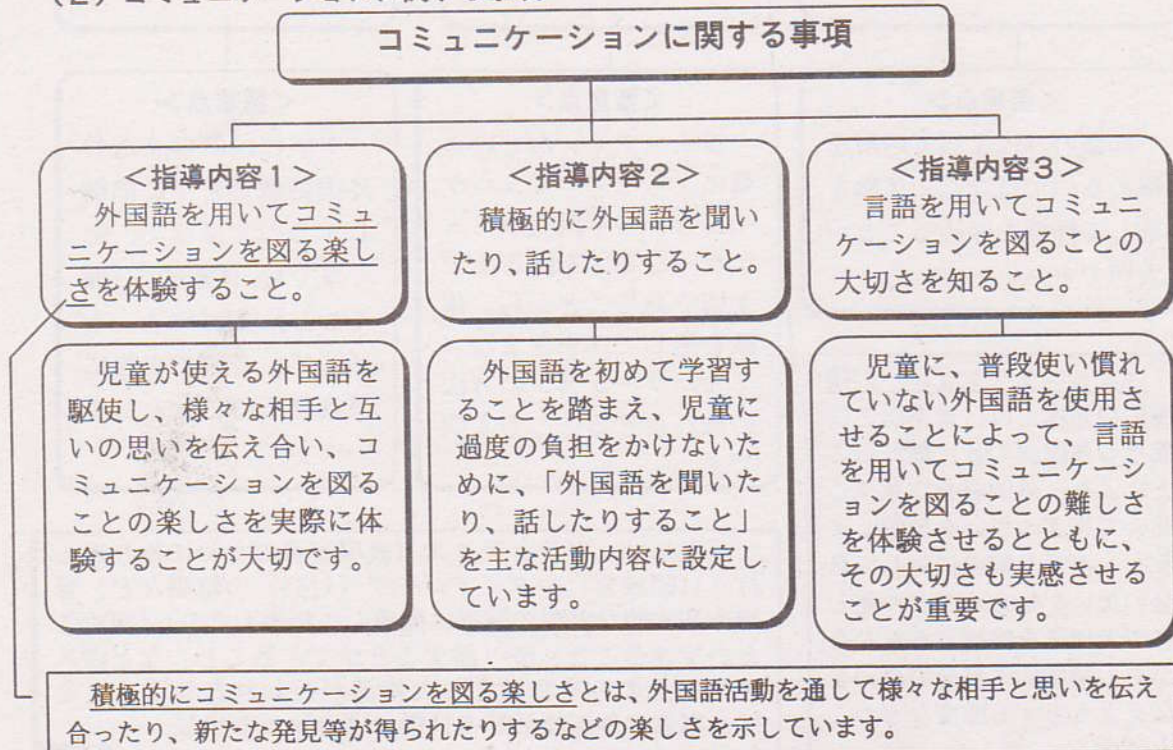 コミュニケーションに関する事項
<指導内容1>
外国語を用いてコミュ
ニケーションを図る楽し
さを体験すること。
<指導内容2>
積極的に外国語を聞い
たり、話したりすること。
<指導内容3>
言語を用いてコミュニ
ケーションを図ることの
大切さを知ること。
児童が使える外国語を
駆使し、様々な相手と互
いの思いを伝え合い、コ
ミュニケーションを図る
ことの楽しさを実際に体
験することが大切です。
外国語を初めて学習す
ることを踏まえ、児童に
過度の負担をかけないた
めに、「外国語を聞いた
り、話したりすること」
を主な活動内容に設定し
ています。
児童に、普段使い慣れ
ていない外国語を使用さ
せることによって、言語
を用いてコミュニケーシ
ョンを図ることの難しさ
を体験させるとともに、
その大切さも実感させる
ことが重要です。
積極的にコミュニケーションを図る楽しさとは、外国語活動を通して様々な相手と思いを伝え
合ったり、新たな発見等が得られたりするなどの楽しさを示しています。